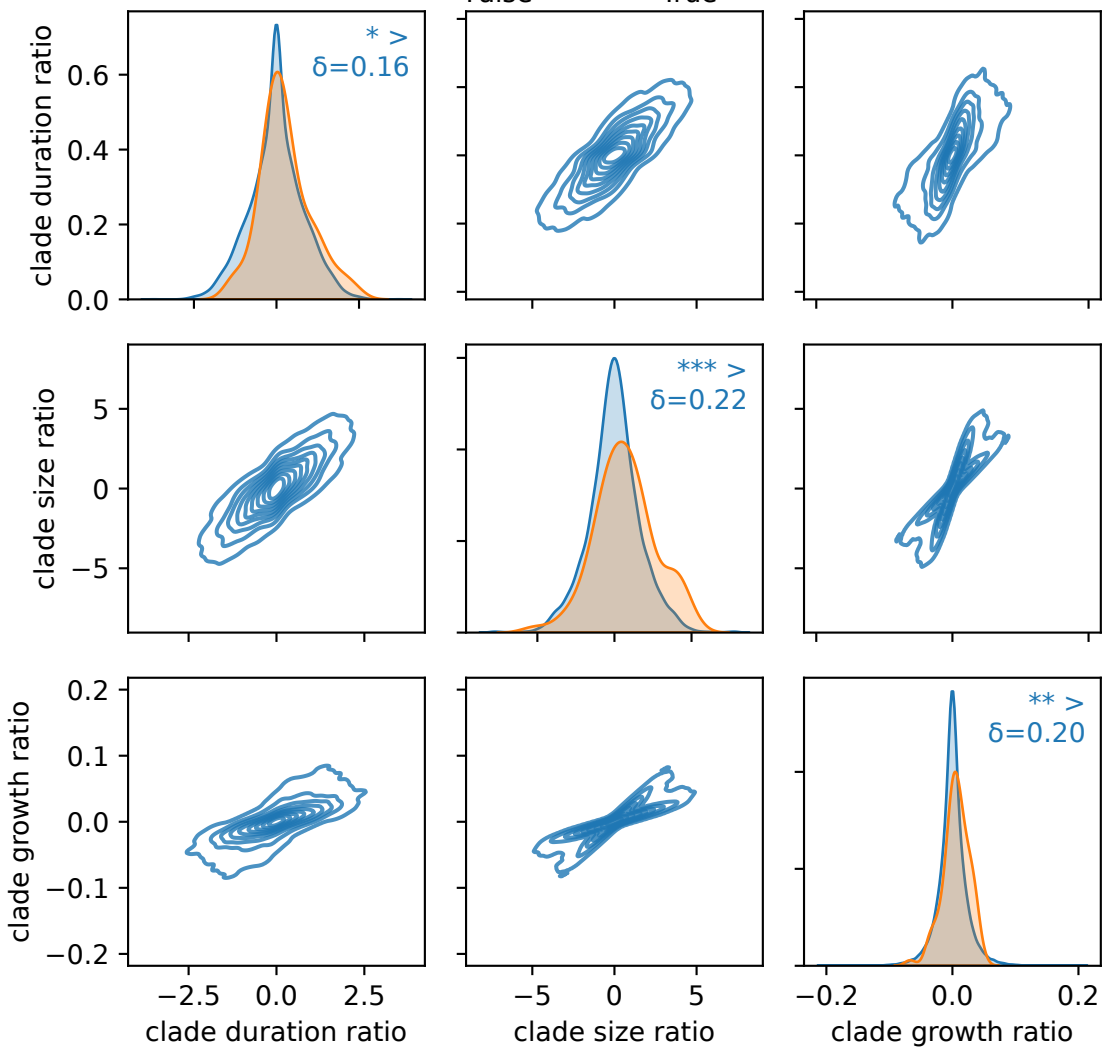 clade duration ratio
0.6
0.4
0.2
0.0
* >
δ=0.16
clade size ratio
5
0
−5
*** >
δ=0.22
clade growth ratio
0.2
0.1
0.0
−0.1
−0.2
** >
δ=0.20
−2.5 0.0 2.5
−5 0 5
−0.2 0.0 0.2
clade duration ratio
clade size ratio
clade growth ratio